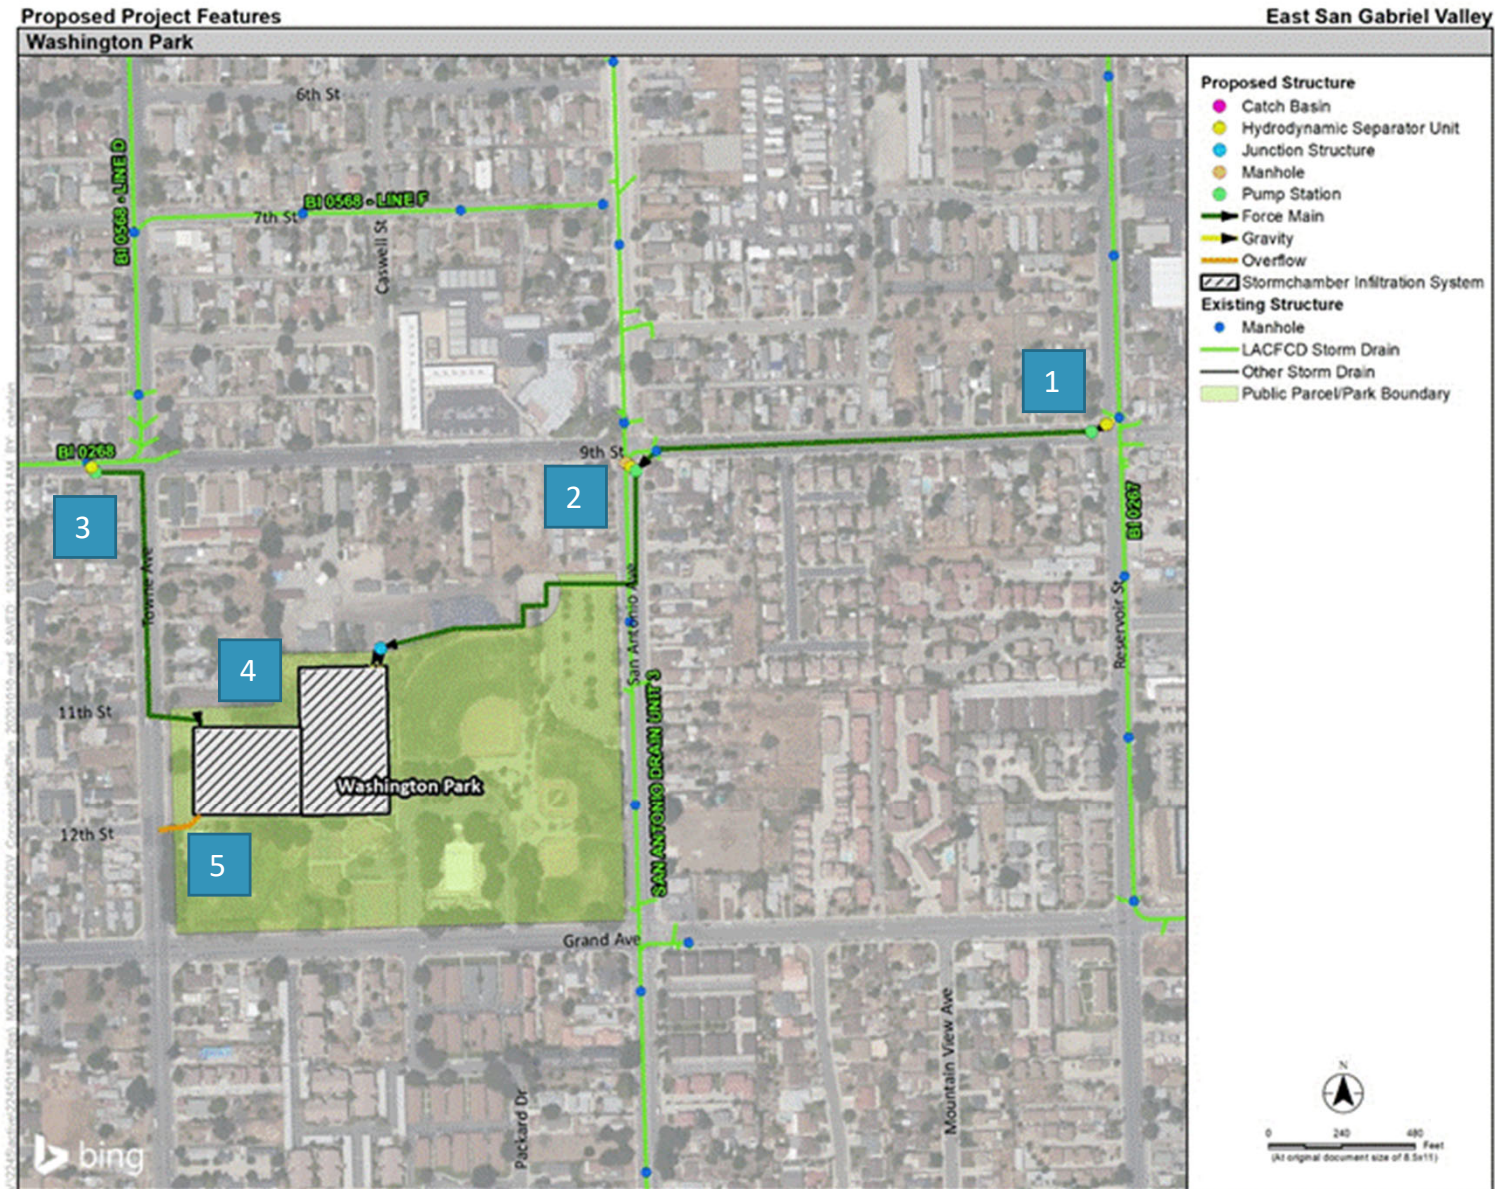 Proposed Project Features
East San Gabriel Valley
Washington Park
6th St
BI 0568 - LINE D
BI 0568 - LINE F
7th St
Caswell St
1
BI 0268
9th St
2
3
BI 0267
Towne Ave
San Antonio Ave
Reservoir St
4
11th St
SAN ANTONIO DRAIN UNIT 3
Washington Park
12th St
5
Grand Ave
Mountain View Ave
Packard Dr
bing
Proposed Structure
Catch Basin
Hydrodynamic Separator Unit
Junction Structure
Manhole
Pump Station
Force Main
Gravity
Overflow
Stormchamber Infiltration System
Existing Structure
Manhole
LACFCD Storm Drain
Other Storm Drain
Public Parcel/Park Boundary
N
0 240 480
Feet
(At original document size of 8.5x11)